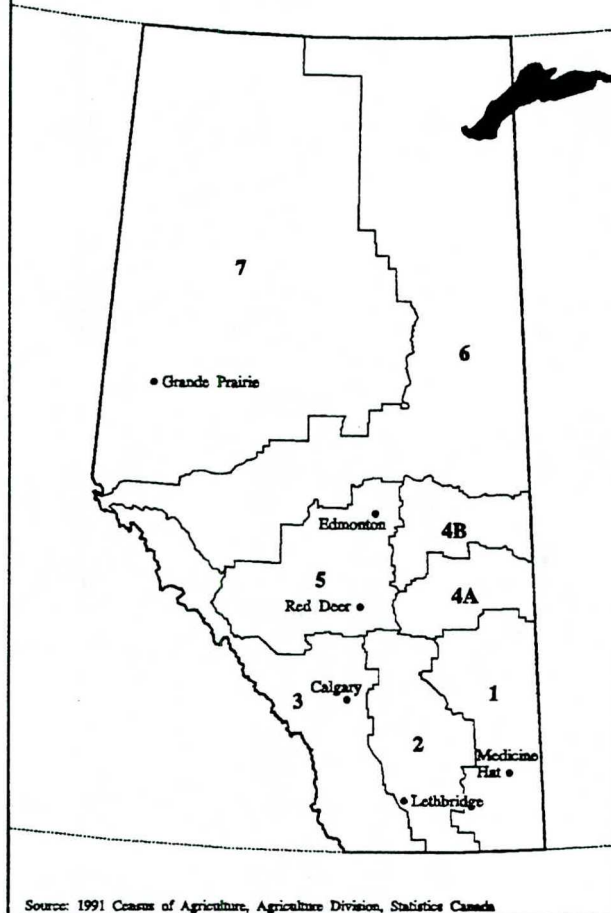 7
6
Grande Prairie
Edmonton
4B
5
4A
Red Deer
Calgary
3
1
2
Medicine
Hat
Lethbridge
Source: 1991 Census of Agriculture, Agriculture Division, Statistics Canada